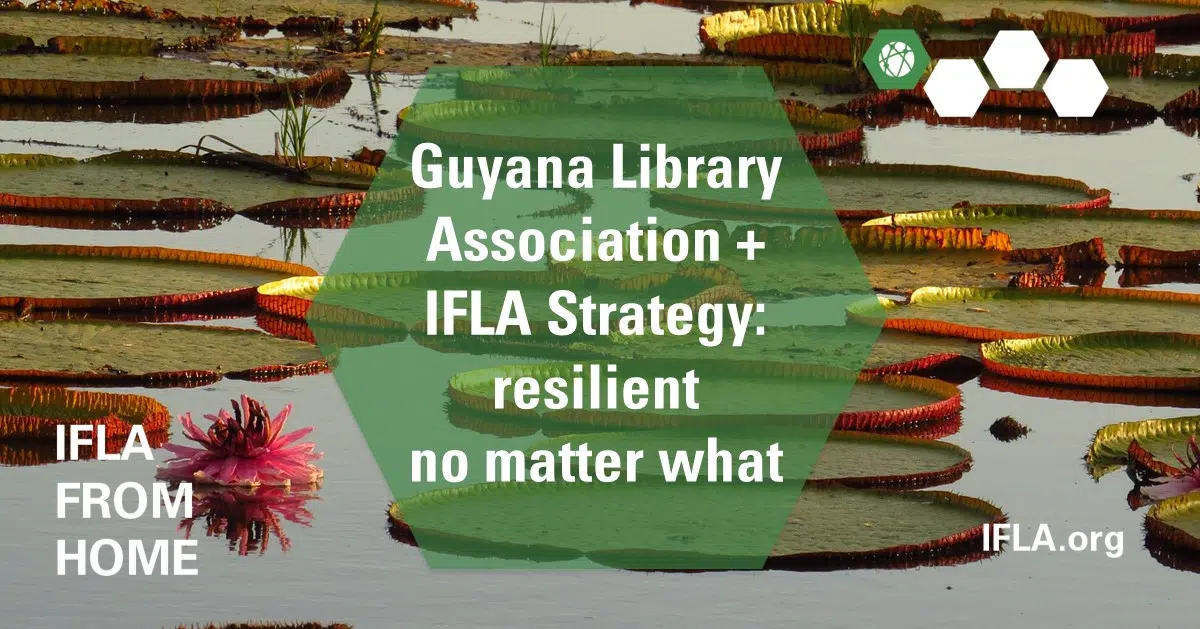 Guyana Library
Association +
IFLA Strategy:
resilient
no matter what
IFLA
FROM
HOME
IFLA.org